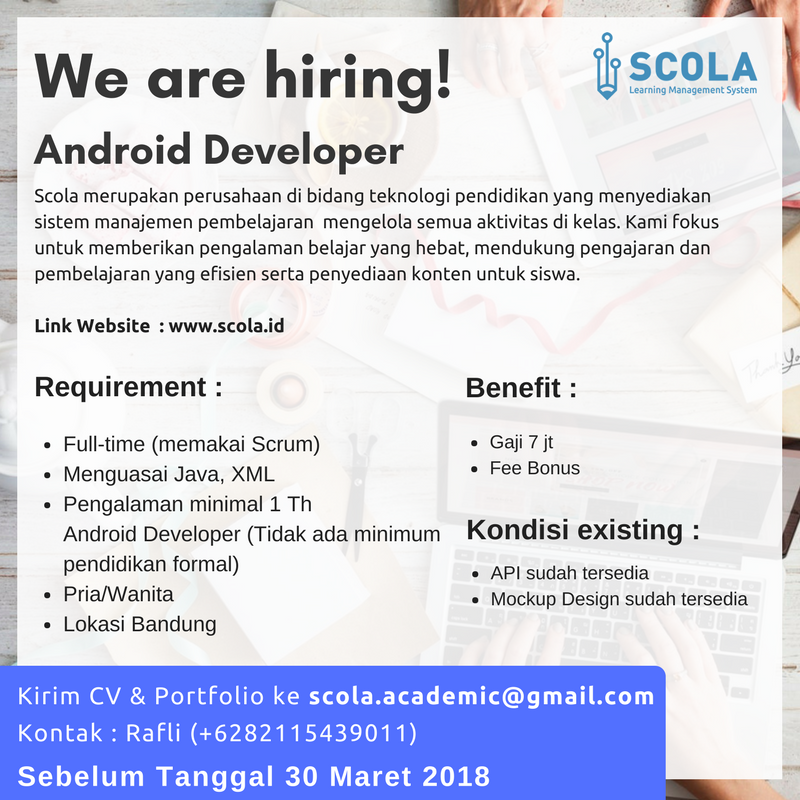 We are hiring!
SCOLA
Learning Management System
Android Developer
Scola merupakan perusahaan di bidang teknologi pendidikan yang menyediakan
sistem manajemen pembelajaran mengelola semua aktivitas di kelas. Kami fokus
untuk memberikan pengalaman belajar yang hebat, mendukung pengajaran dan
pembelajaran yang efisien serta penyediaan konten untuk siswa.
Link Website : www.scola.id
Requirement :
• Full-time (memakai Scrum)
• Menguasai Java, XML
• Pengalaman minimal 1 Th
Android Developer (Tidak ada minimum
pendidikan formal)
• Pria/Wanita
• Lokasi Bandung
Benefit :
• Gaji 7 jt
• Fee Bonus
Kondisi existing :
• API sudah tersedia
• Mockup Design sudah tersedia
Kirim CV & Portfolio ke scola.academic@gmail.com
Kontak : Rafli (+6282115439011)
Sebelum Tanggal 30 Maret 2018